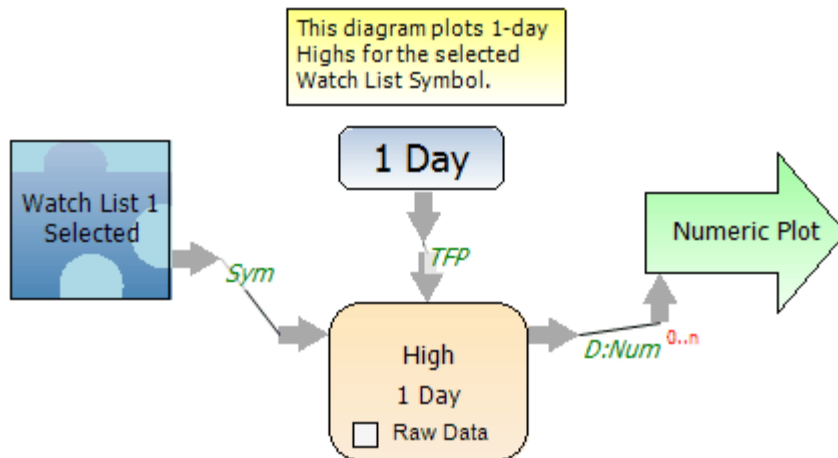 This diagram plots 1-day
Highs for the selected
Watch List Symbol.
1 Day
Watch List 1
Selected
Numeric Plot
Sym
TFP
High
1 Day
Raw Data
D:Num
0..n